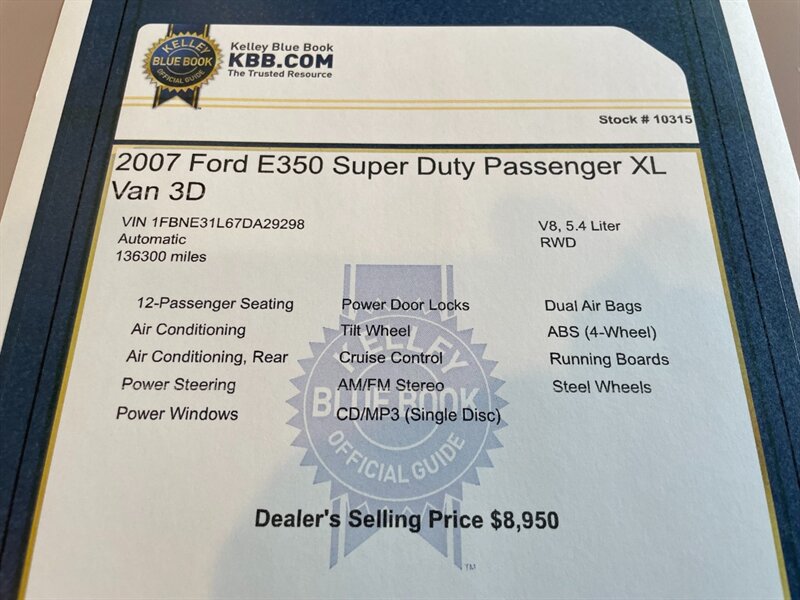 KELLEY
BLUE BOOK
OFFICIAL GUIDE
Kelley Blue Book
KBB.COM
The Trusted Resource
Stock # 10315
2007 Ford E350 Super Duty Passenger XL
Van 3D
VIN 1FBNE31L67DA29298
V8, 5.4 Liter
Automatic
RWD
136300 miles
12-Passenger Seating
Power Door Locks
Dual Air Bags
Air Conditioning
Tilt Wheel
ABS (4-Wheel)
Air Conditioning, Rear
Cruise Control
Running Boards
Power Steering
AM/FM Stereo
Steel Wheels
Power Windows
CD/MP3 (Single Disc)
KELLEY
BLUE BOOK
OFFICIAL GUIDE
Dealer's Selling Price $8,950
TM